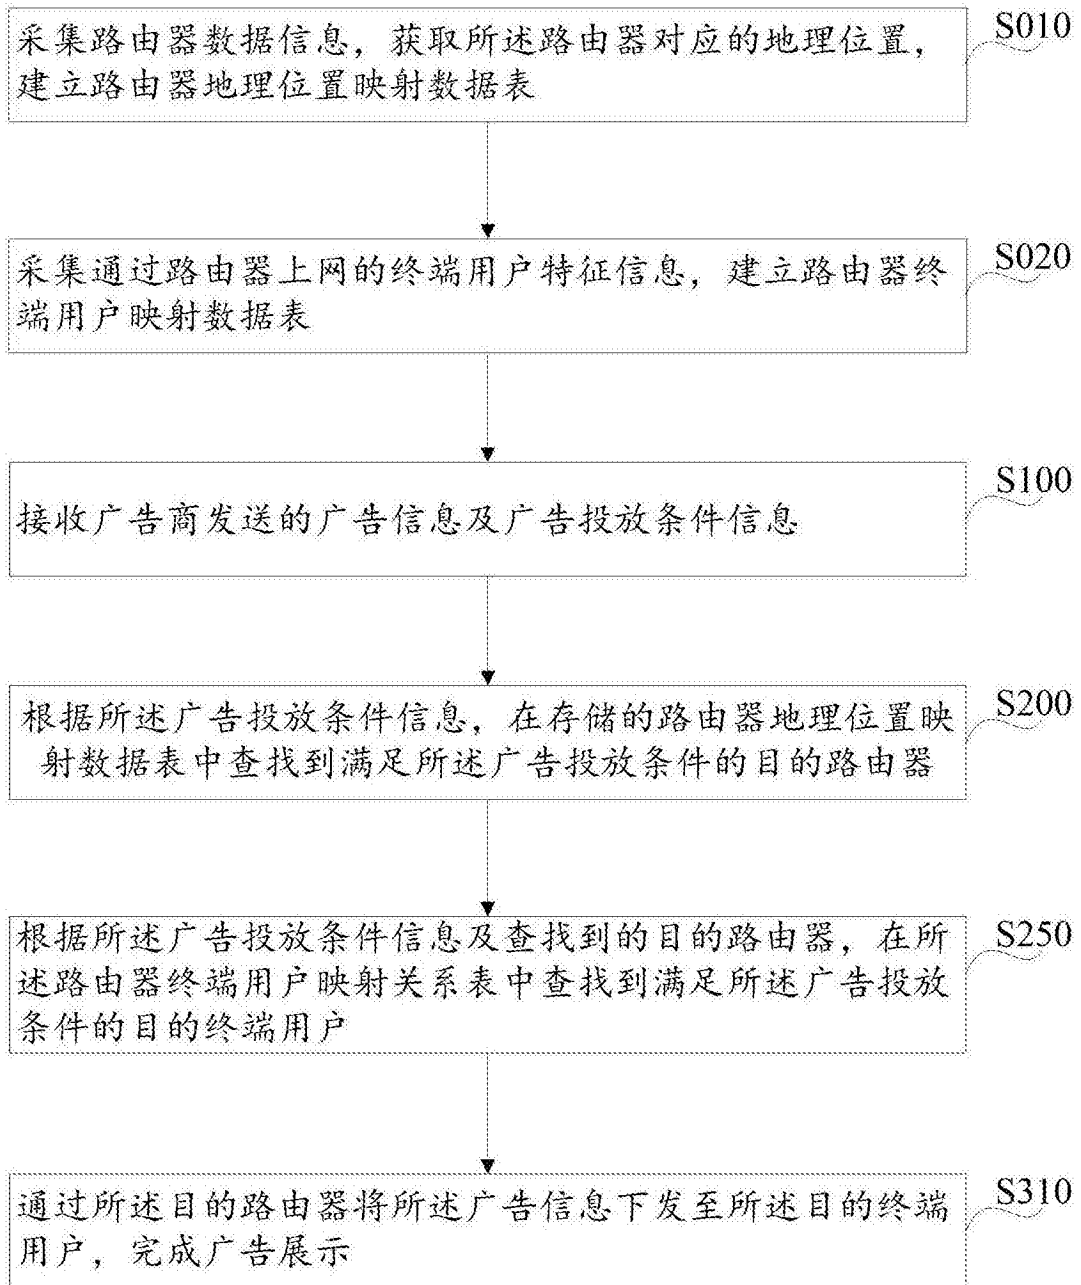 采集路由器数据信息，获取所述路由器对应的地理位置，
建立路由器地理位置映射数据表
S010
采集通过路由器上网的终端用户特征信息，建立路由器终
端用户映射数据表
S020
接收广告商发送的广告信息及广告投放条件信息
S100
根据所述广告投放条件信息，在存储的路由器地理位置映
射数据表中查找到满足所述广告投放条件的目的路由器
S200
根据所述广告投放条件信息及查找到的目的路由器，在所
述路由器终端用户映射关系表中查找到满足所述广告投放
条件的目的终端用户
S250
通过所述目的路由器将所述广告信息下发至所述目的终端
用户，完成广告展示
S310